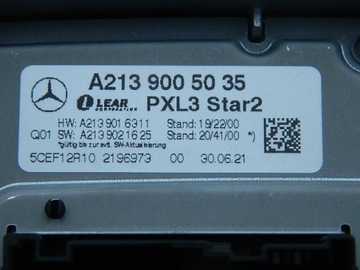 A213 900 50 35
LEAR CORPORATION PXL3 Star2
HW: A213 901 63 11 Stand: 19/22/00
Q01 SW: A213 902 16 25 Stand: 20/41/00 *)
*gültig bis zur evtl. SW-Aktualisierung
5CEF12R10 2196973 00 30.06.21